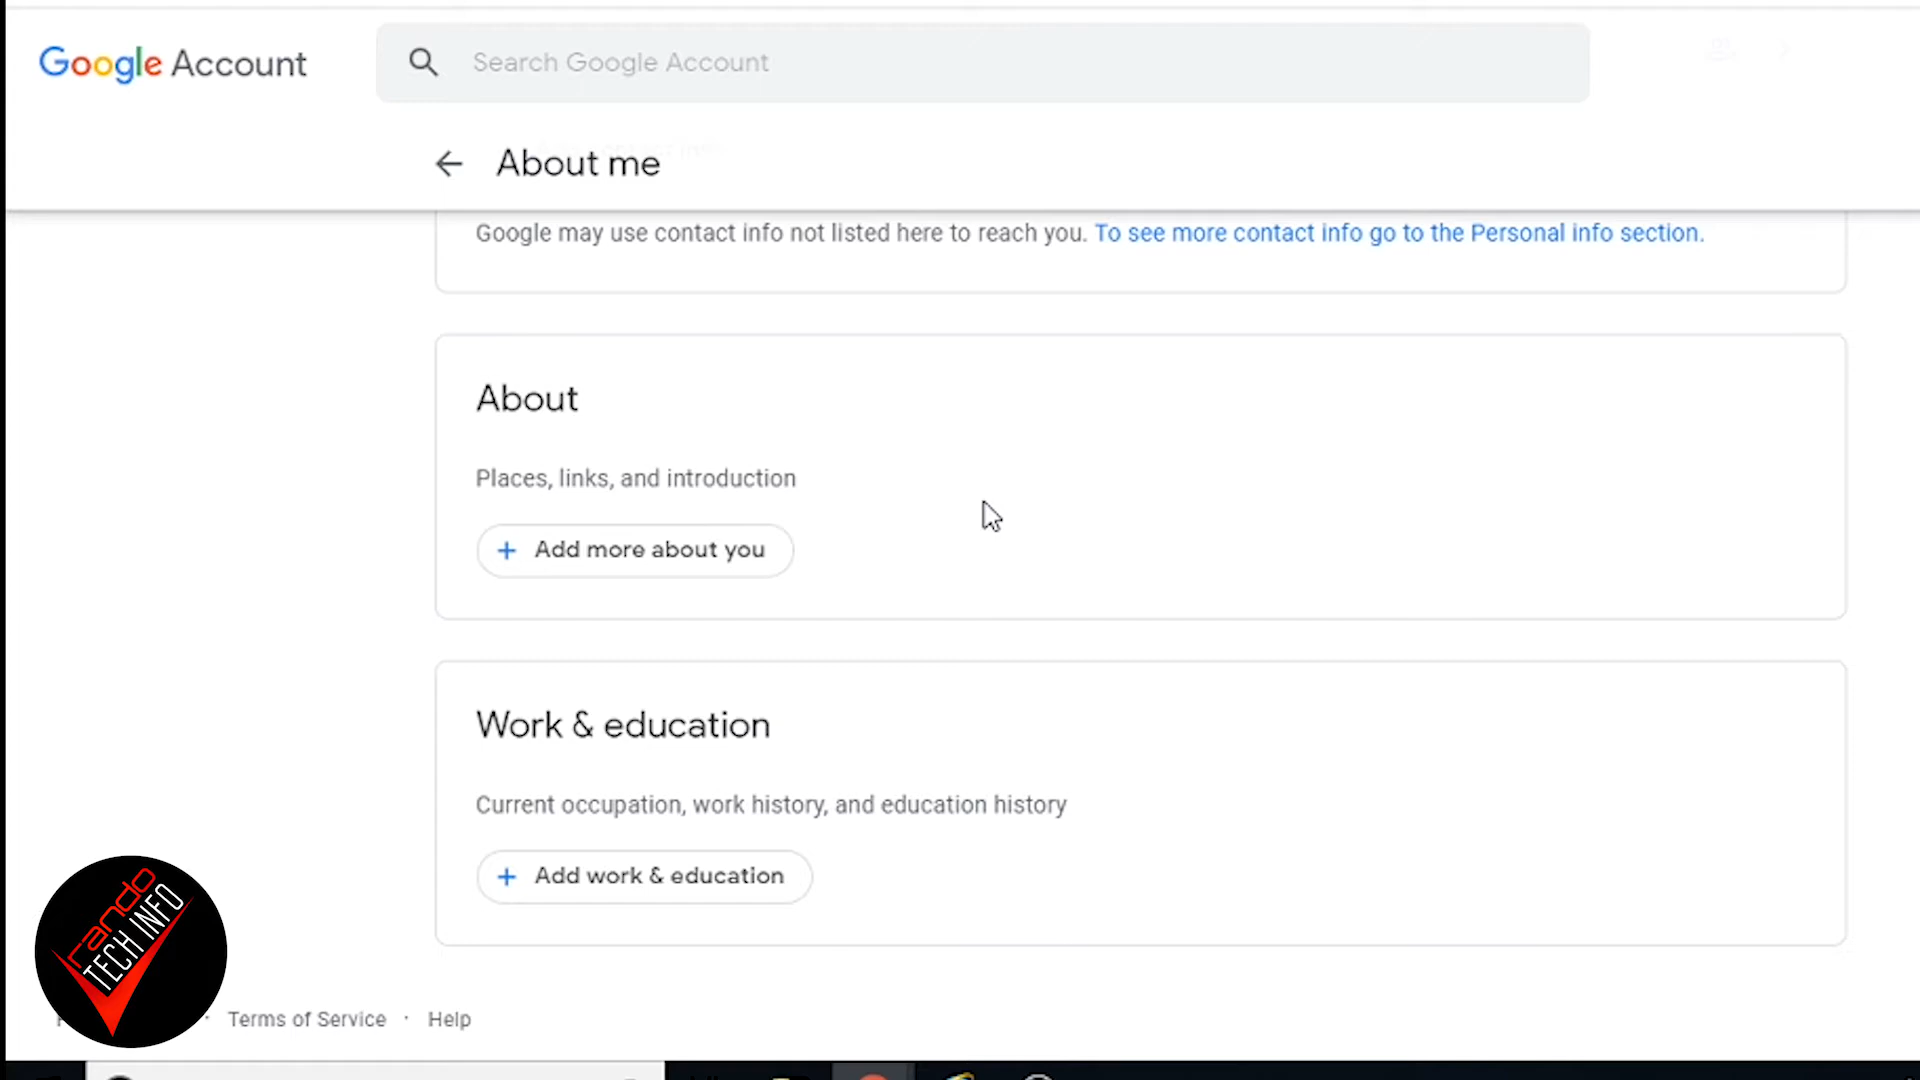 Google Account
Search Google Account
About me
Google may use contact info not listed here to reach you. To see more contact info go to the Personal info section.
About
Places, links, and introduction
+ Add more about you
Work & education
Current occupation, work history, and education history
+ Add work & education
rando
TECH INFO
· Terms of Service · Help